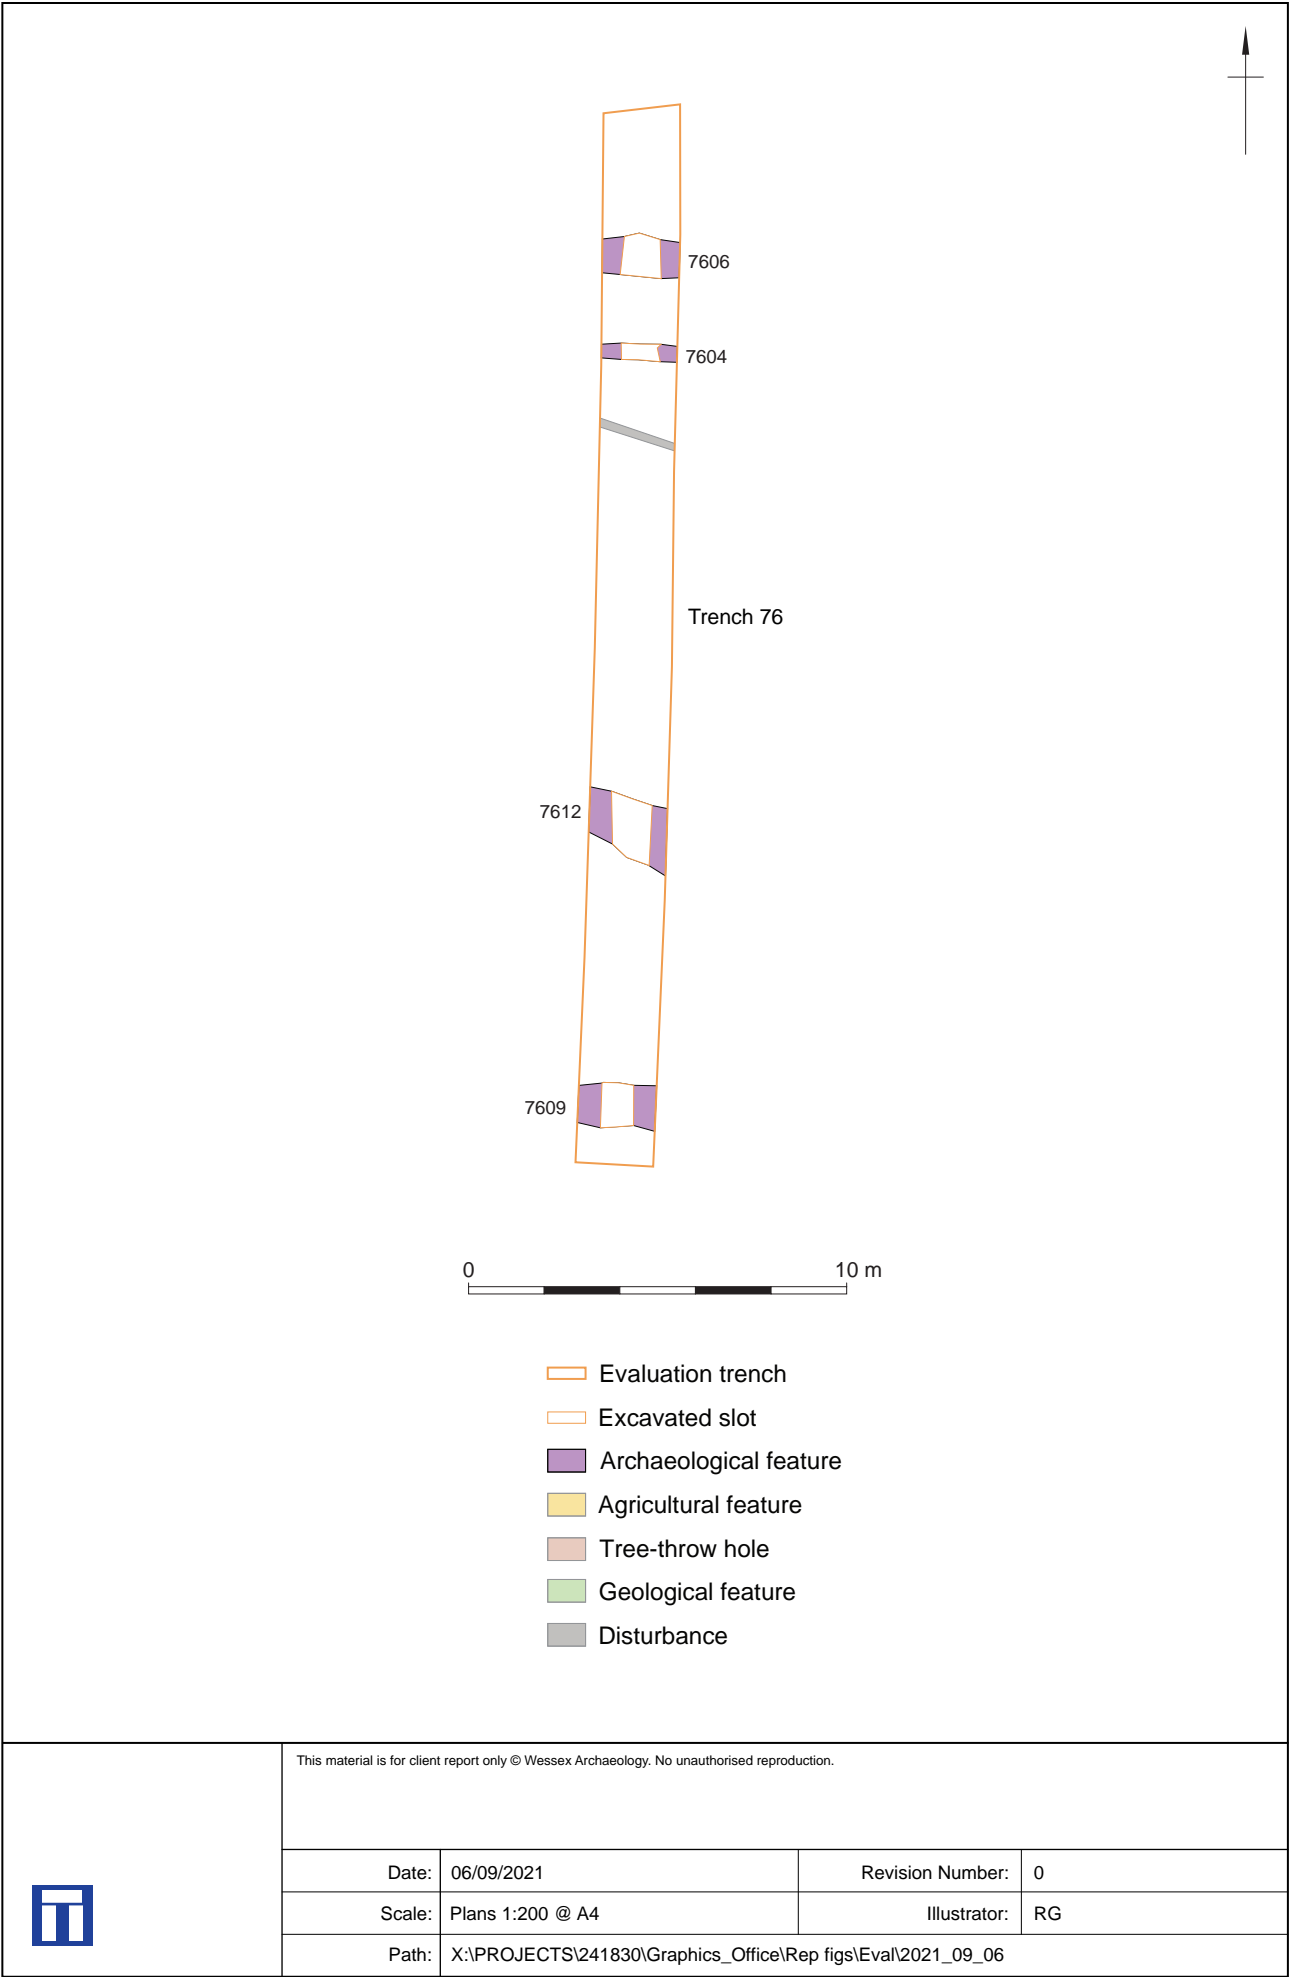 7606
7604
Trench 76
7612
7609
0 10 m
Evaluation trench
Excavated slot
Archaeological feature
Agricultural feature
Tree-throw hole
Geological feature
Disturbance
This material is for client report only © Wessex Archaeology. No unauthorised reproduction.
Date: 06/09/2021 Revision Number: 0
Scale: Plans 1:200 @ A4 Illustrator: RG
Path: X:\PROJECTS\241830\Graphics_Office\Rep figs\Eval\2021_09_06